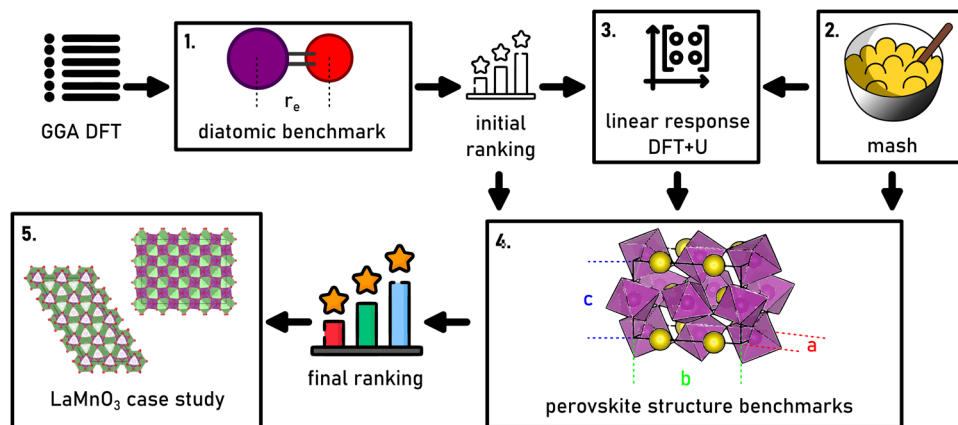 GGA DFT
1.
rₑ
diatomic benchmark
initial
ranking
3.
linear response
DFT+U
2.
mash
4.
c
b
a
perovskite structure benchmarks
final ranking
5.
LaMnO₃ case study